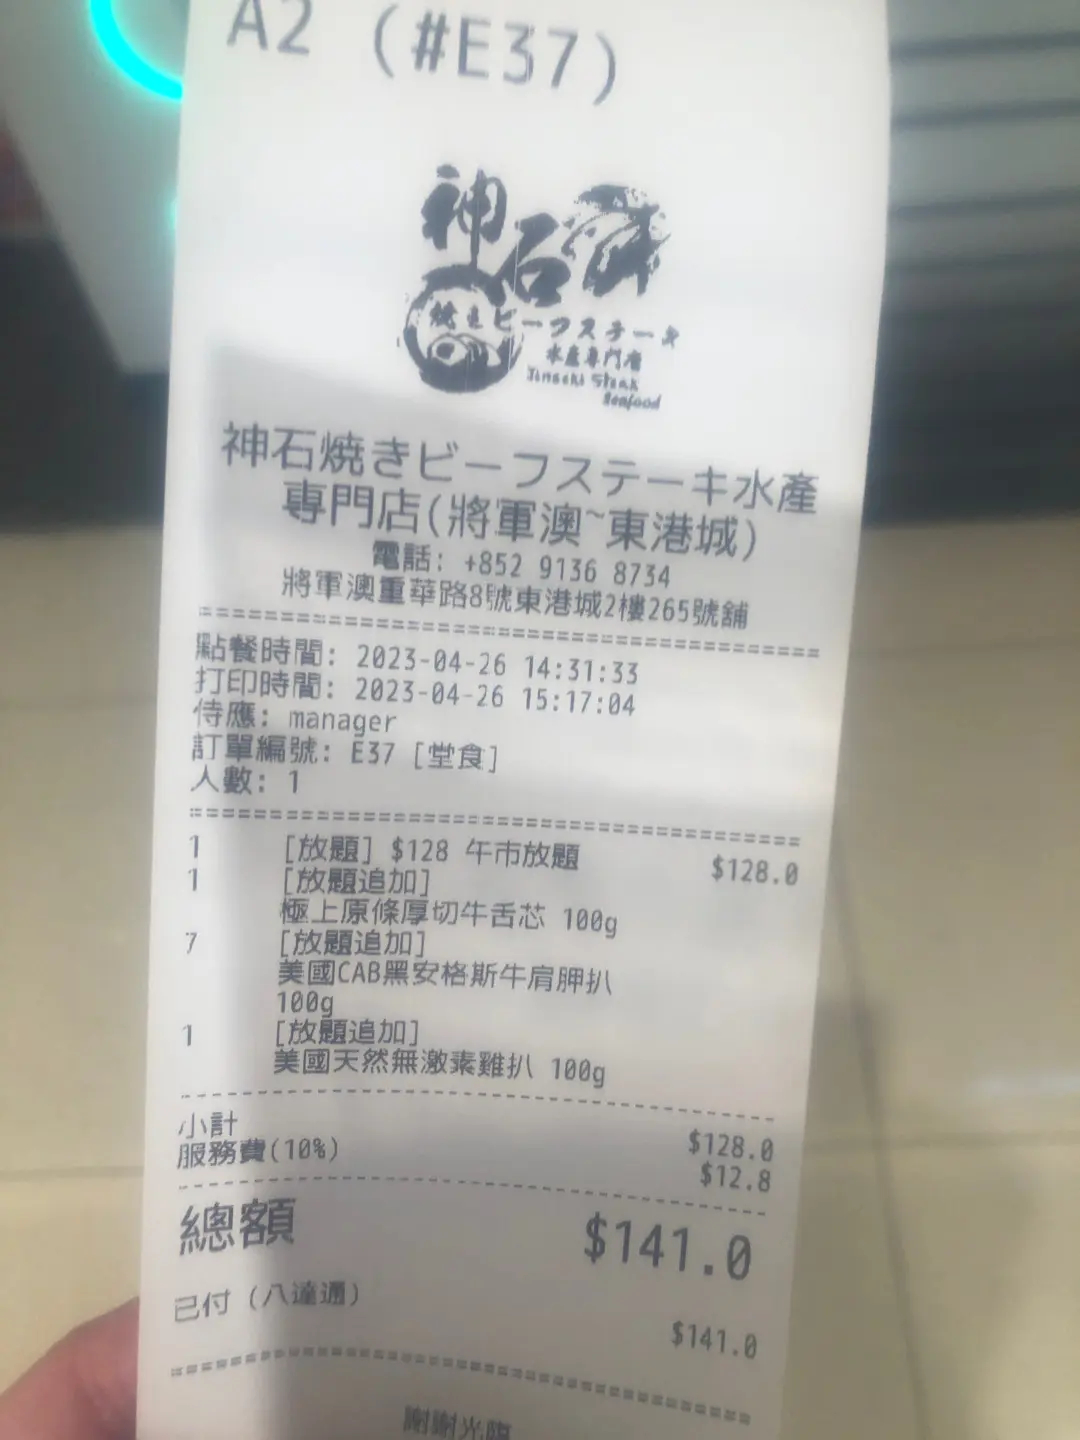 A2 (#E37)
神石
焼きビーフステーキ
水產專門店
Jinseki Steak
Seafood
神石焼きビーフステーキ水產
專門店(將軍澳~東港城)
電話: +852 9136 8734
將軍澳重華路8號東港城2樓265號舖
點餐時間: 2023-04-26 14:31:33
打印時間: 2023-04-26 15:17:04
侍應: manager
訂單編號: E37 [堂食]
人數: 1
1 [放題] $128 午市放題 $128.0
1 [放題追加]
極上原條厚切牛舌芯 100g
7 [放題追加]
美國CAB黑安格斯牛肩胛扒
100g
1 [放題追加]
美國天然無激素雞扒 100g
小計 $128.0
服務費(10%) $12.8
總額 $141.0
已付 (八達通) $141.0
謝謝光臨